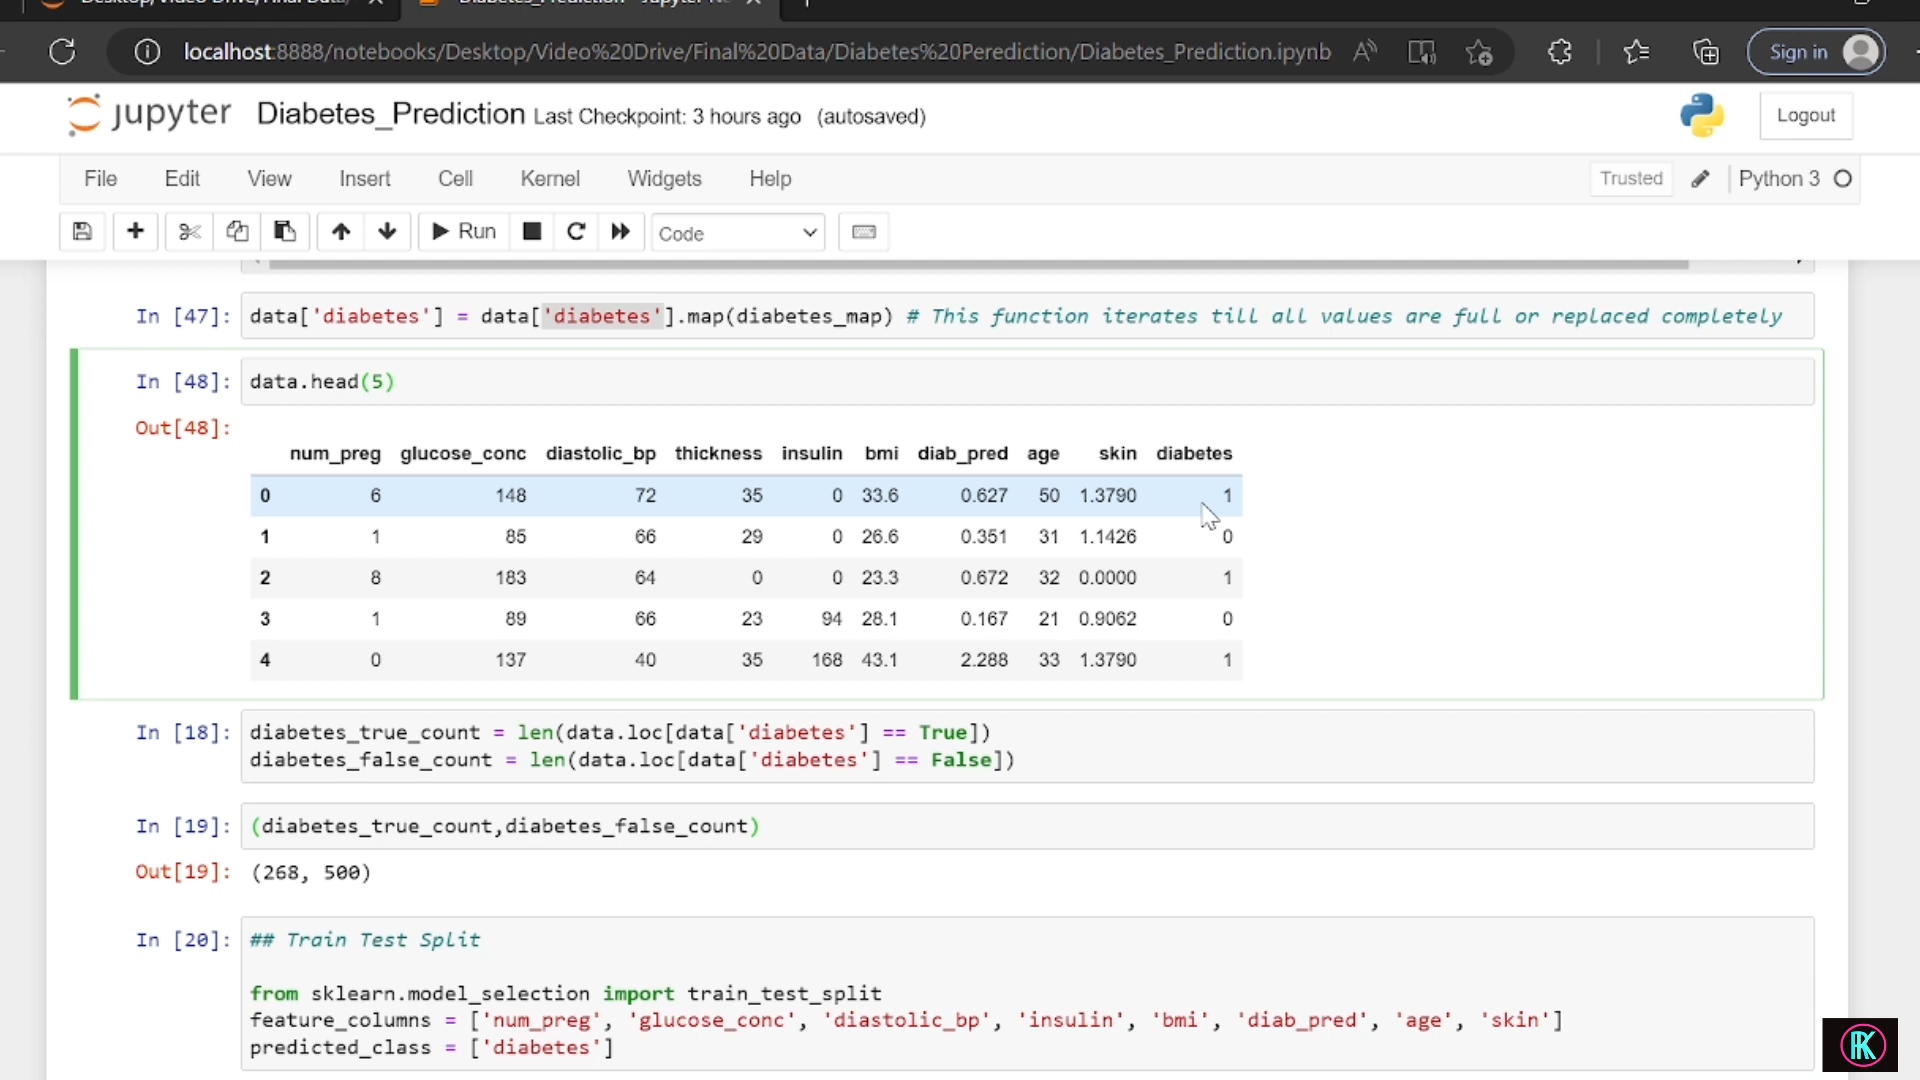 localhost:8888/notebooks/Desktop/Video%20Drive/Final%20Data/Diabetes%20Perediction/Diabetes_Prediction.ipynb Sign in
jupyter Diabetes_Prediction Last Checkpoint: 3 hours ago (autosaved) Logout
File Edit View Insert Cell Kernel Widgets Help Trusted Python 3
Run Code
In [47]: data['diabetes'] = data['diabetes'].map(diabetes_map) # This function iterates till all values are full or replaced completely
In [48]: data.head(5)
Out[48]:
num_preg glucose_conc diastolic_bp thickness insulin bmi diab_pred age skin diabetes
0 6 148 72 35 0 33.6 0.627 50 1.3790 1
1 1 85 66 29 0 26.6 0.351 31 1.1426 0
2 8 183 64 0 0 23.3 0.672 32 0.0000 1
3 1 89 66 23 94 28.1 0.167 21 0.9062 0
4 0 137 40 35 168 43.1 2.288 33 1.3790 1
In [18]: diabetes_true_count = len(data.loc[data['diabetes'] == True])
diabetes_false_count = len(data.loc[data['diabetes'] == False])
In [19]: (diabetes_true_count,diabetes_false_count)
Out[19]: (268, 500)
In [20]: ## Train Test Split
from sklearn.model_selection import train_test_split
feature_columns = ['num_preg', 'glucose_conc', 'diastolic_bp', 'insulin', 'bmi', 'diab_pred', 'age', 'skin']
predicted_class = ['diabetes']